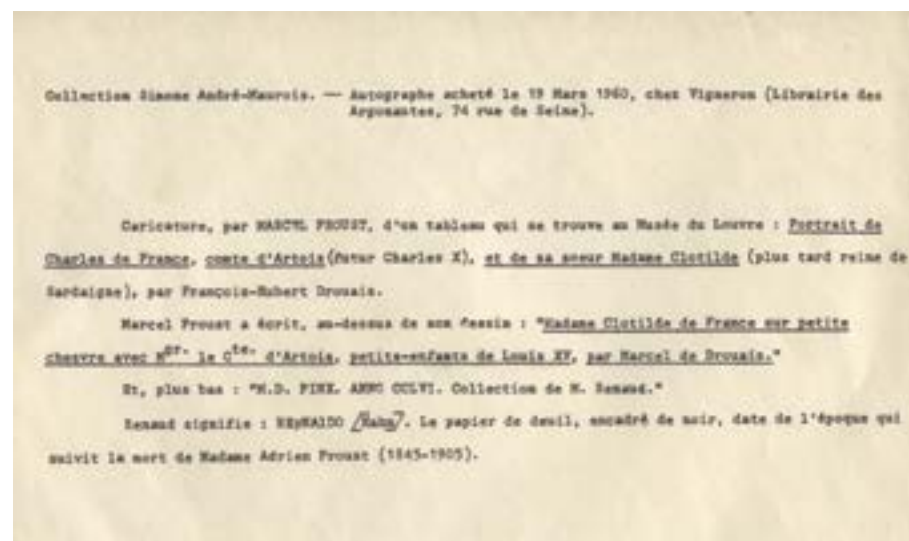 Collection Simone André-Maurois. — Autographe acheté le 19 Mars 1960, chez Vigneron (Librairie des
Argonautes, 74 rue de Seine).
Caricature, par MARCEL PROUST, d'un tableau qui se trouve au Musée du Louvre : Portrait de
Charles de France, comte d'Artois (futur Charles X), et de sa soeur Madame Clotilde (plus tard reine de
Sardaigne), par François-Hubert Drouais.
Marcel Proust a écrit, au-dessus de son dessin : "Madame Clotilde de France sur petite
chesvre avec Mgr. le Cte. d'Artois, petits-enfants de Louis XV, par Marcel de Drouais."
Et, plus bas : "M.D. PINX. ANNO CCLVI. Collection de M. Renaud."
Renaud signifie : REYNALDO [Hahn]. Le papier de deuil, encadré de noir, date de l'époque qui
suivit la mort de Madame Adrien Proust (1845-1905).